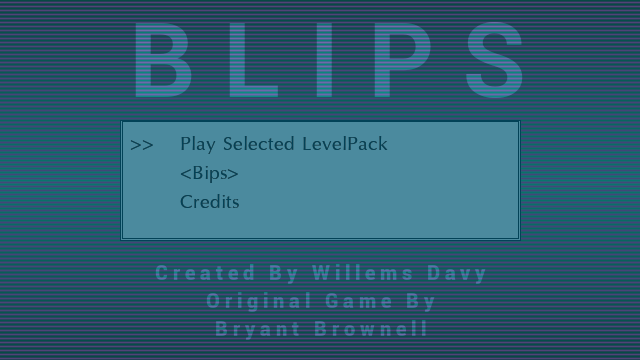 BLIPS
>> Play Selected LevelPack
<Bips>
Credits
Created By Willems Davy
Original Game By
Bryant Brownell